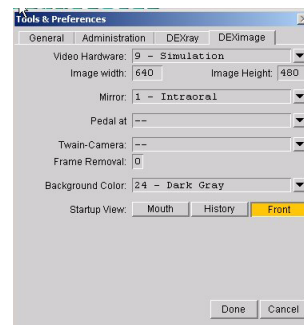 Tools & Preferences
General Administration DEXray DEXimage
Video Hardware: 9 - Simulation
Image width: 640 Image Height: 480
Mirror: 1 - Intraoral
Pedal at --
Twain-Camera: --
Frame Removal: 0
Background Color: 24 - Dark Gray
Startup View: Mouth History Front
Done Cancel